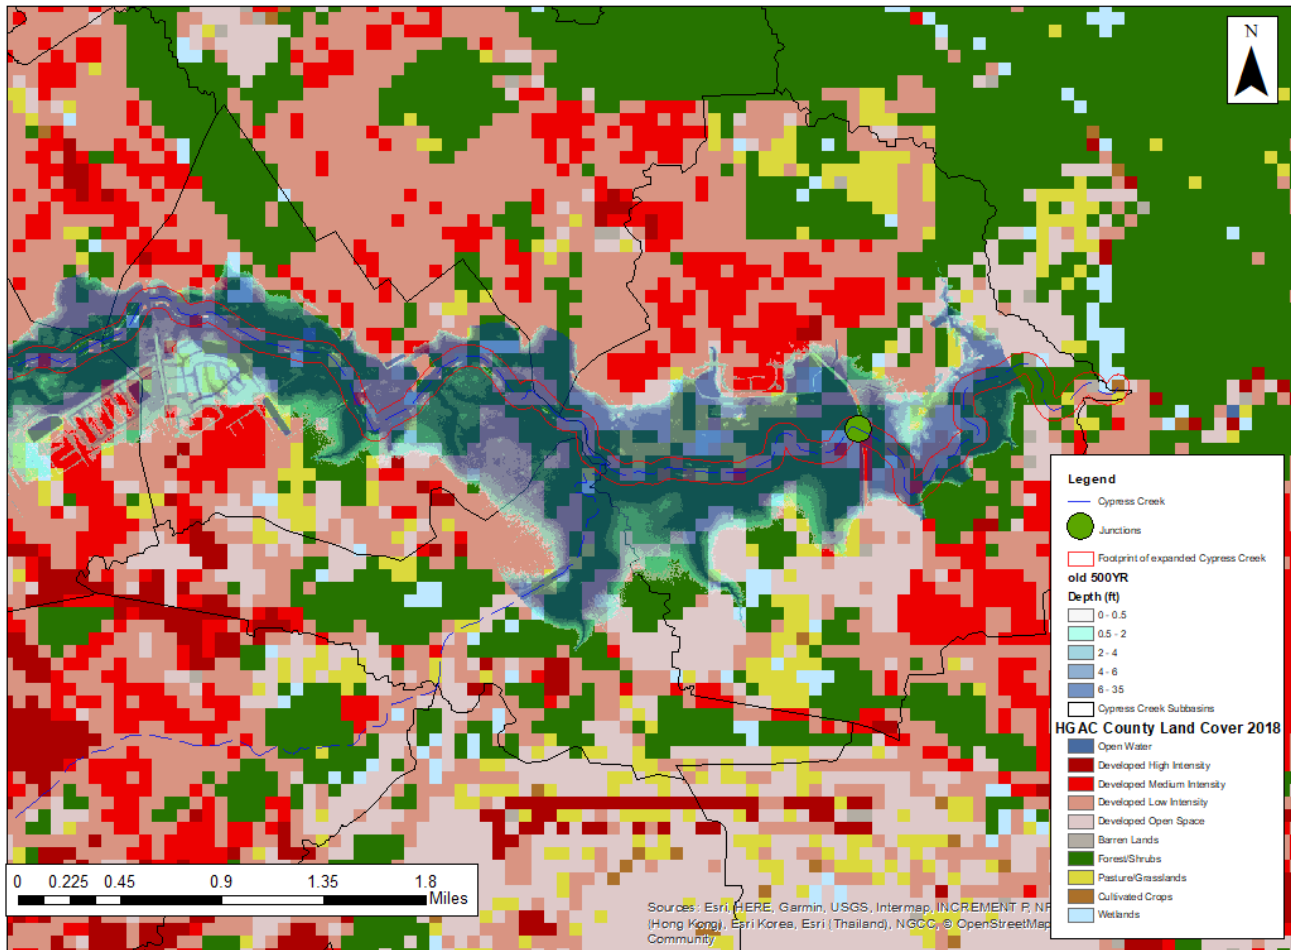 N
Legend
Cypress Creek
Junctions
Footprint of expanded Cypress Creek
old 500YR
Depth (ft)
0 - 0.5
0.5 - 2
2 - 4
4 - 6
6 - 35
Cypress Creek Subbasins
HGAC County Land Cover 2018
Open Water
Developed High Intensity
Developed Medium Intensity
Developed Low Intensity
Developed Open Space
Barren Lands
Forest/Shrubs
Pasture/Grasslands
Cultivated Crops
Wetlands
0 0.225 0.45 0.9 1.35 1.8
Miles
Sources: Esri, HERE, Garmin, USGS, Intermap, INCREMENT P, NR
(Hong Kong), Esri Korea, Esri (Thailand), NGCC, © OpenStreetMap
Community